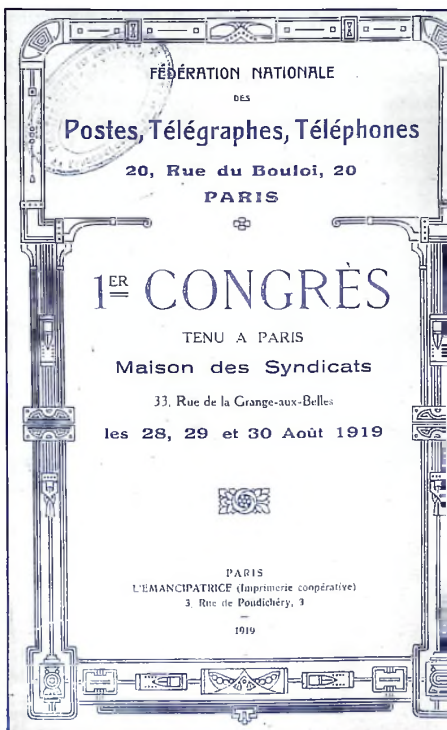 FÉDÉRATION NATIONALE
DES
Postes, Télégraphes, Téléphones
20, Rue du Bouloi, 20
PARIS
1ER CONGRÈS
TENU A PARIS
Maison des Syndicats
33, Rue de la Grange-aux-Belles
les 28, 29 et 30 Août 1919
PARIS
L'ÉMANCIPATRICE (Imprimerie coopérative)
3, Rue de Pondichéry, 3
1919